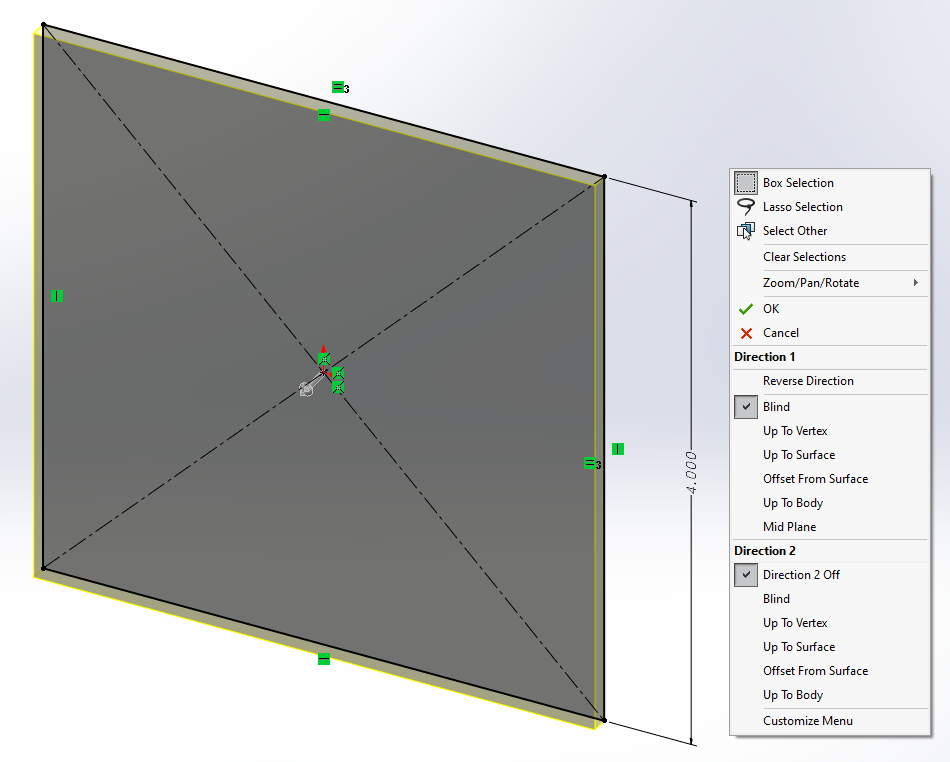 3
3
4.000
Box Selection
Lasso Selection
Select Other
Clear Selections
Zoom/Pan/Rotate
OK
Cancel
Direction 1
Reverse Direction
Blind
Up To Vertex
Up To Surface
Offset From Surface
Up To Body
Mid Plane
Direction 2
Direction 2 Off
Blind
Up To Vertex
Up To Surface
Offset From Surface
Up To Body
Customize Menu